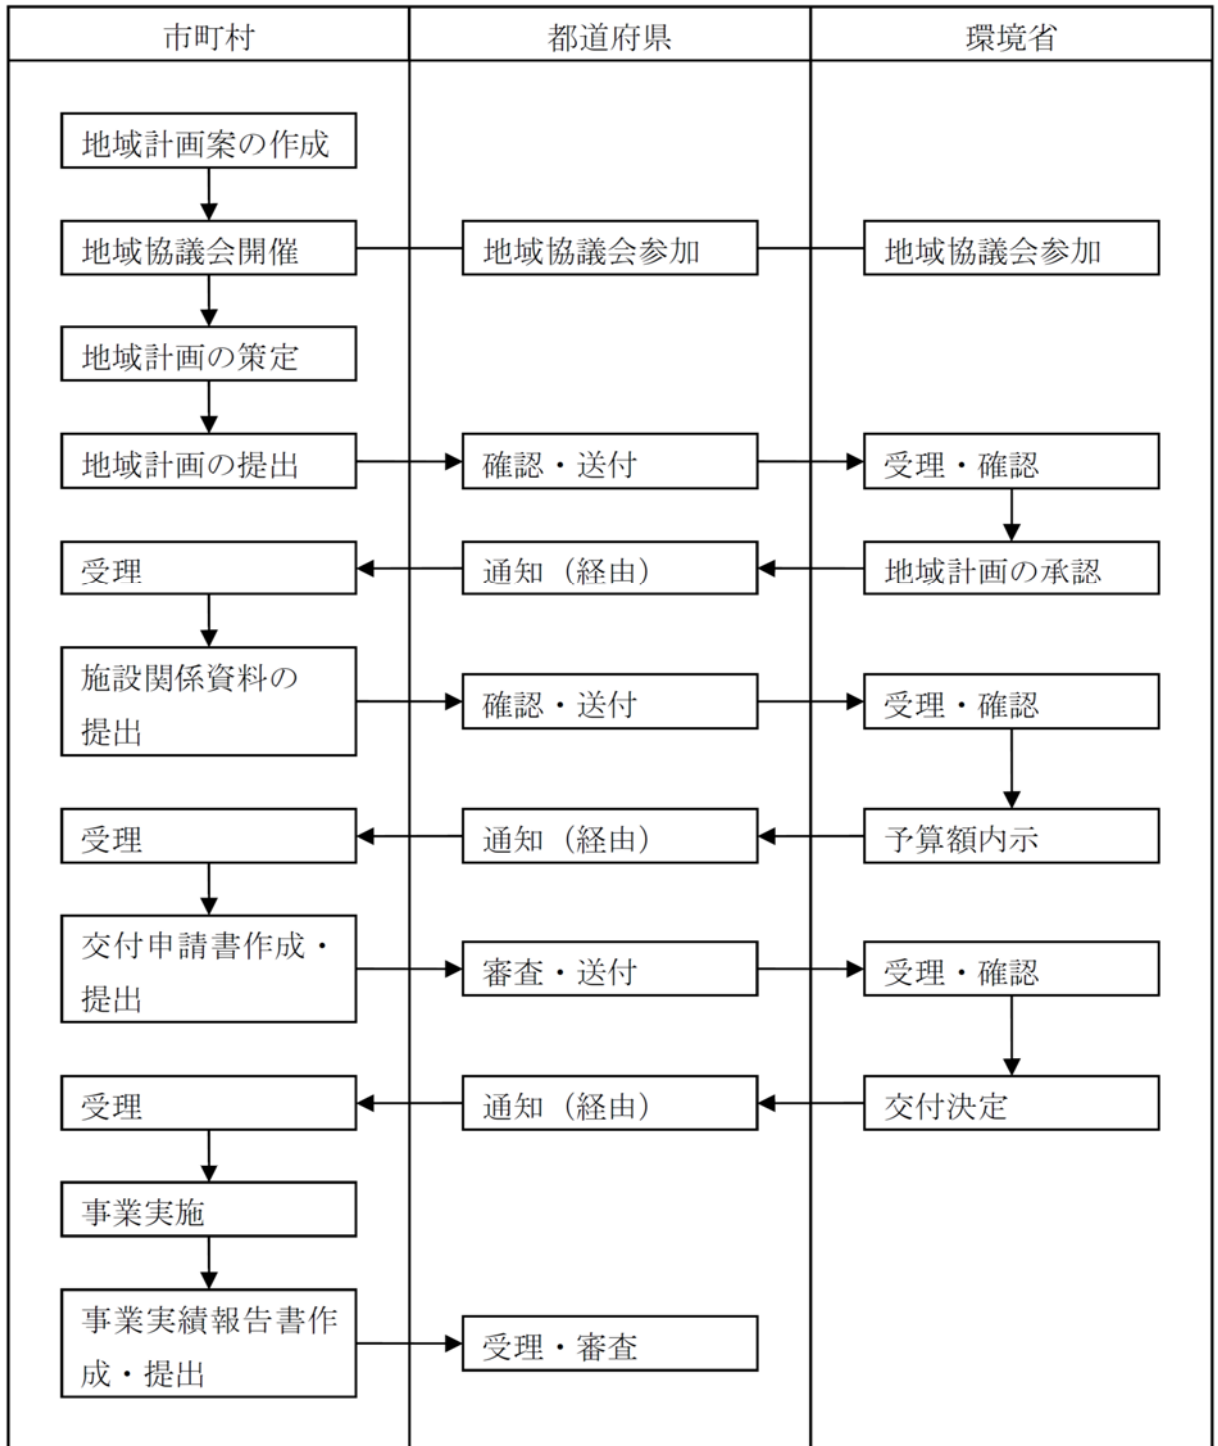 市町村
都道府県
環境省
地域計画案の作成
地域協議会開催
地域協議会参加
地域協議会参加
地域計画の策定
地域計画の提出
確認・送付
受理・確認
受理
通知（経由）
地域計画の承認
施設関係資料の
提出
確認・送付
受理・確認
受理
通知（経由）
予算額内示
交付申請書作成・
提出
審査・送付
受理・確認
受理
通知（経由）
交付決定
事業実施
事業実績報告書作
成・提出
受理・審査